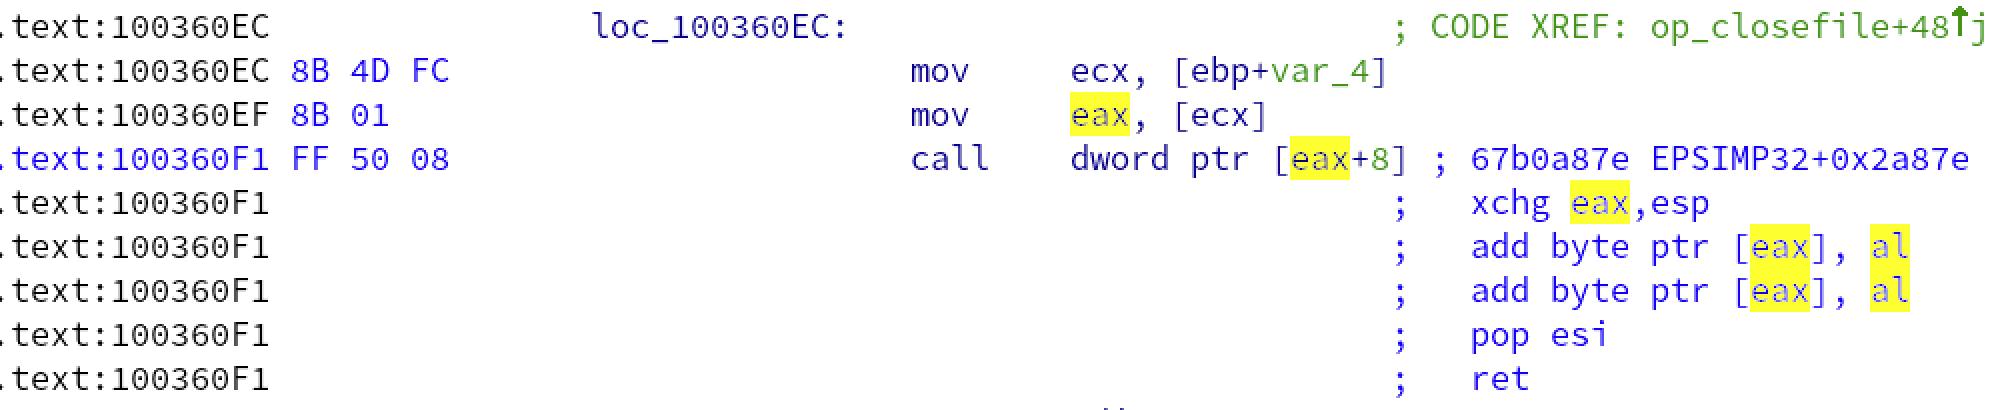 .text:100360EC loc_100360EC: ; CODE XREF: op_closefile+48↑j
.text:100360EC 8B 4D FC mov ecx, [ebp+var_4]
.text:100360EF 8B 01 mov eax, [ecx]
.text:100360F1 FF 50 08 call dword ptr [eax+8] ; 67b0a87e EPSIMP32+0x2a87e
.text:100360F1 ; xchg eax,esp
.text:100360F1 ; add byte ptr [eax], al
.text:100360F1 ; add byte ptr [eax], al
.text:100360F1 ; pop esi
.text:100360F1 ; ret